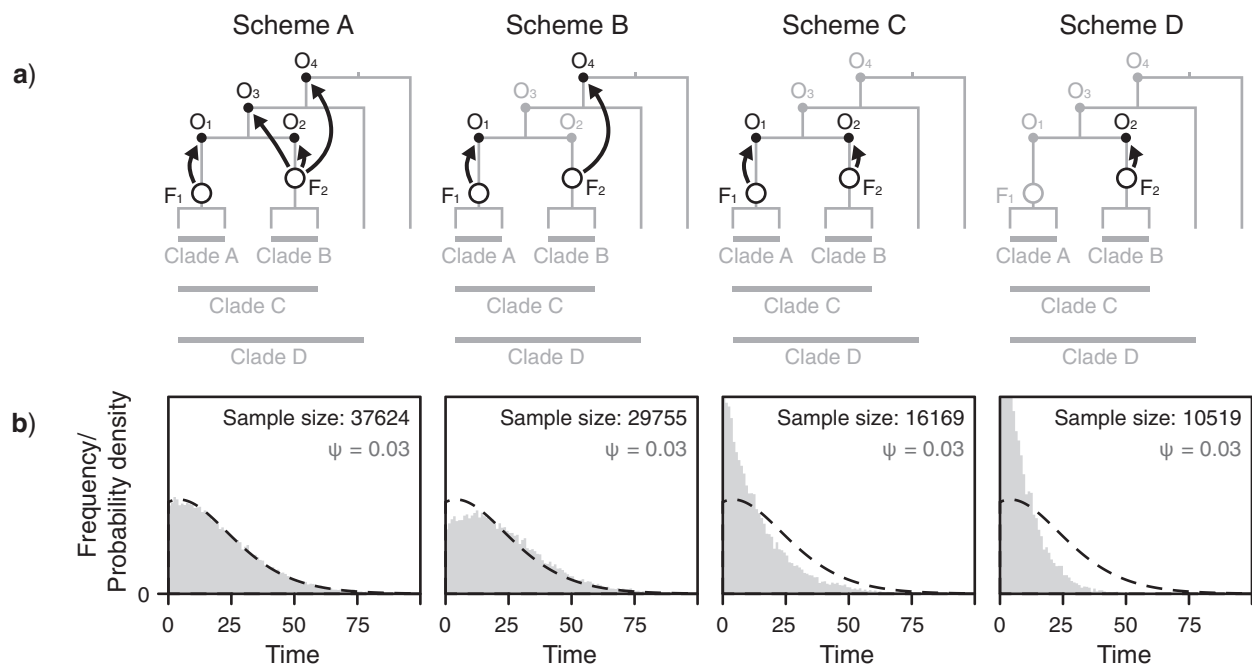 Scheme A Scheme B Scheme C Scheme D
a)
O4 O4 O4 O4
O3 O3 O3 O3
O1 O2 O1 O2 O1 O2 O1 O2
F1 F2 F1 F2 F1 F2 F1 F2
Clade A Clade B Clade A Clade B Clade A Clade B Clade A Clade B
Clade C Clade C Clade C Clade C
Clade D Clade D Clade D Clade D
b)
Frequency/
Probability density
Sample size: 37624 Sample size: 29755 Sample size: 16169 Sample size: 10519
ψ = 0.03 ψ = 0.03 ψ = 0.03 ψ = 0.03
0
0 25 50 75 0 25 50 75 0 25 50 75 0 25 50 75
Time Time Time Time